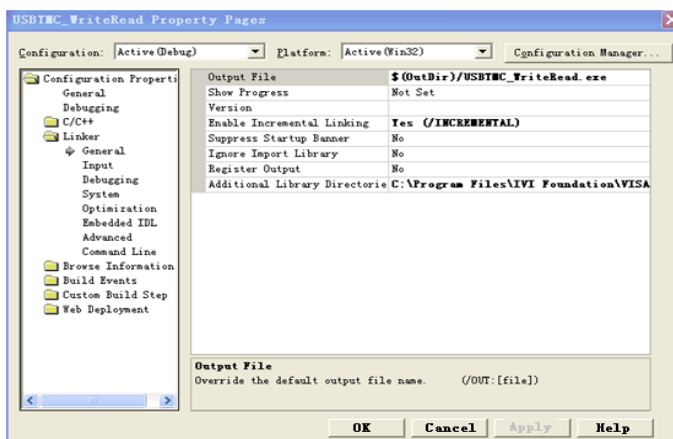 USBTMC_WriteRead Property Pages
Configuration: Active(Debug) Platform: Active(Win32) Configuration Manager...
Configuration Properti
General
Debugging
C/C++
Linker
General
Input
Debugging
System
Optimization
Embedded IDL
Advanced
Command Line
Browse Information
Build Events
Custom Build Step
Web Deployment
Output File $(OutDir)/USBTMC_WriteRead.exe
Show Progress Not Set
Version
Enable Incremental Linking Yes (/INCREMENTAL)
Suppress Startup Banner No
Ignore Import Library No
Register Output No
Additional Library Directorie C:\Program Files\IVI Foundation\VISA
Output File
Override the default output file name. (/OUT:[file])
OK Cancel Apply Help